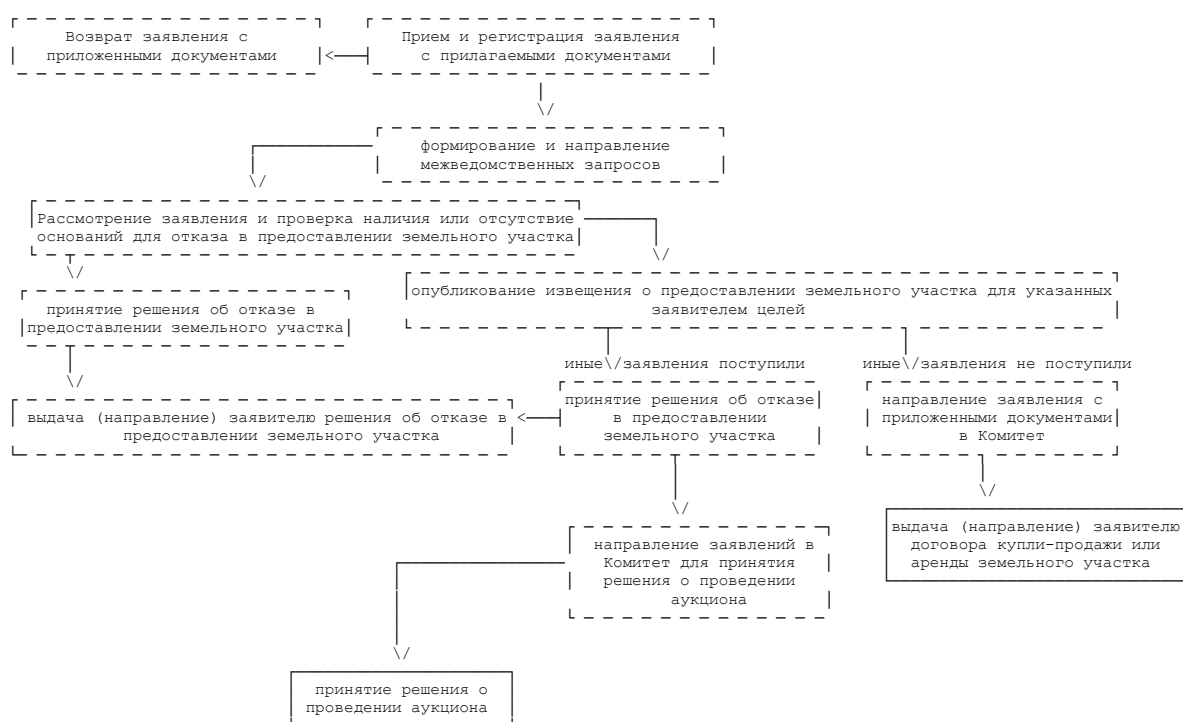 Возврат заявления с
приложенными документами
Прием и регистрация заявления
с прилагаемыми документами
формирование и направление
межведомственных запросов
Рассмотрение заявления и проверка наличия или отсутствие
оснований для отказа в предоставлении земельного участка
принятие решения об отказе в
предоставлении земельного участка
опубликование извещения о предоставлении земельного участка для указанных
заявителем целей
иные\/заявления поступили
иные\/заявления не поступили
выдача (направление) заявителю решения об отказе в
предоставлении земельного участка
принятие решения об отказе
в предоставлении
земельного участка
направление заявления с
приложенными документами
в Комитет
выдача (направление) заявителю
договора купли-продажи или
аренды земельного участка
направление заявлений в
Комитет для принятия
решения о проведении
аукциона
принятие решения о
проведении аукциона